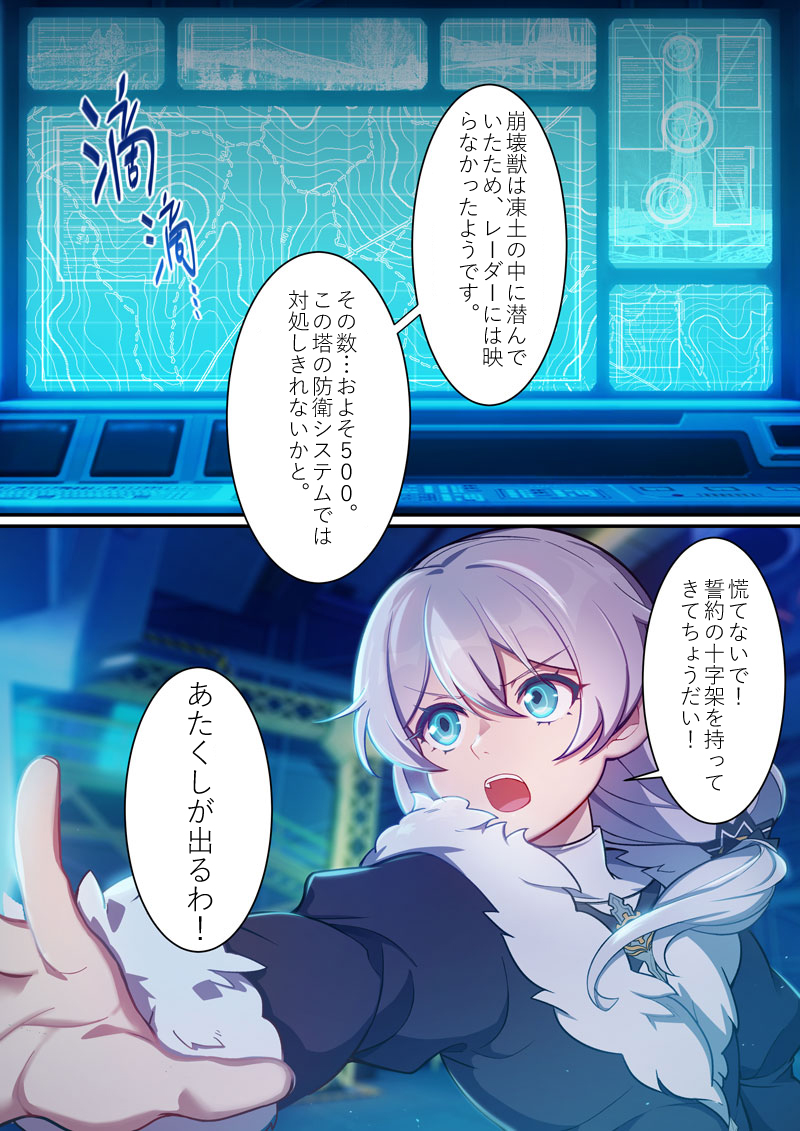 崩壊獣は凍土の中に潜んで
いたため、レーダーには映
らなかったようです。
滴
滴…
その数…およそ500。
この塔の防衛システムでは
対処しきれないかと。
慌てないで！
誓約の十字架を持って
きてちょうだい！
あたくしが出るわ！